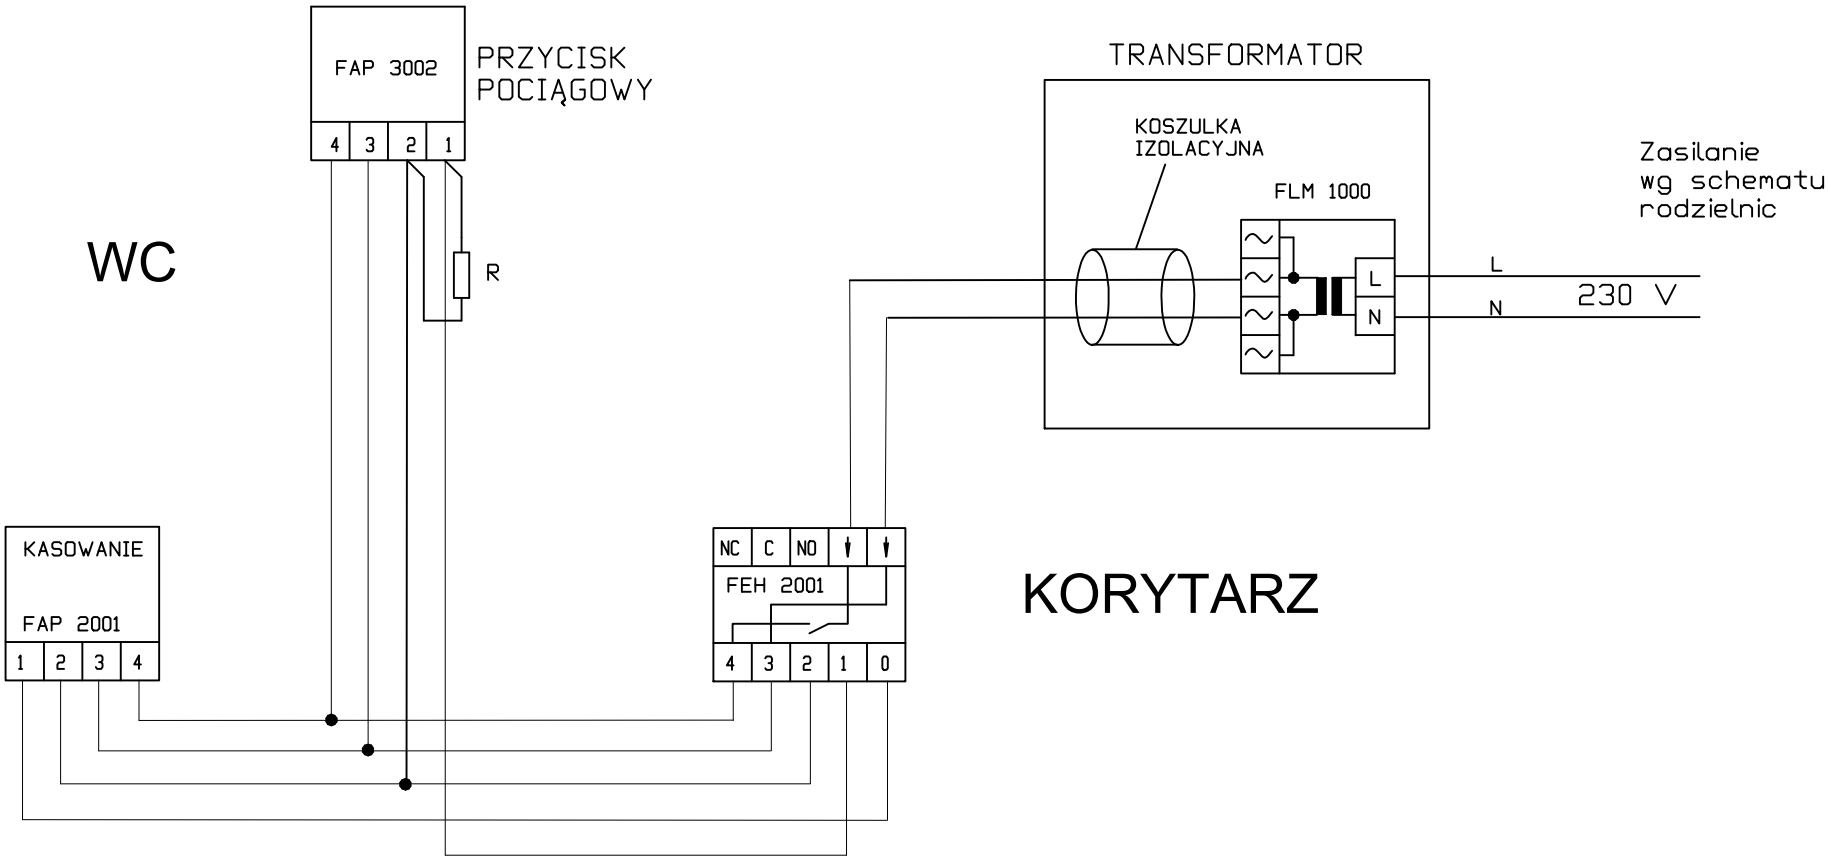 FAP 3002
PRZYCISK
POCIĄGOWY
4 3 2 1
R
WC
TRANSFORMATOR
KOSZULKA
IZOLACYJNA
FLM 1000
L
N
L
N
230 V
Zasilanie
wg schematu
rodzielnic
KASOWANIE
FAP 2001
1 2 3 4
NC C NO
FEH 2001
4 3 2 1 0
KORYTARZ